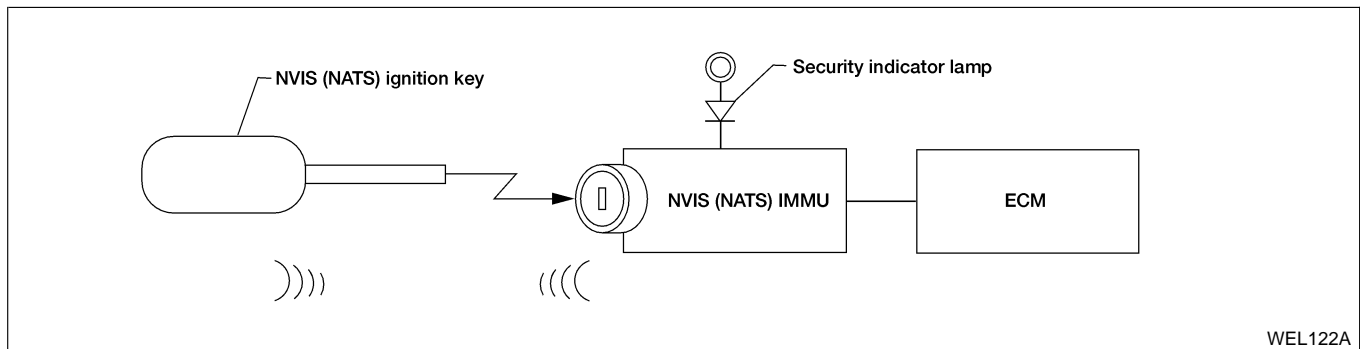 NVIS (NATS) ignition key
Security indicator lamp
NVIS (NATS) IMMU
ECM
WEL122A